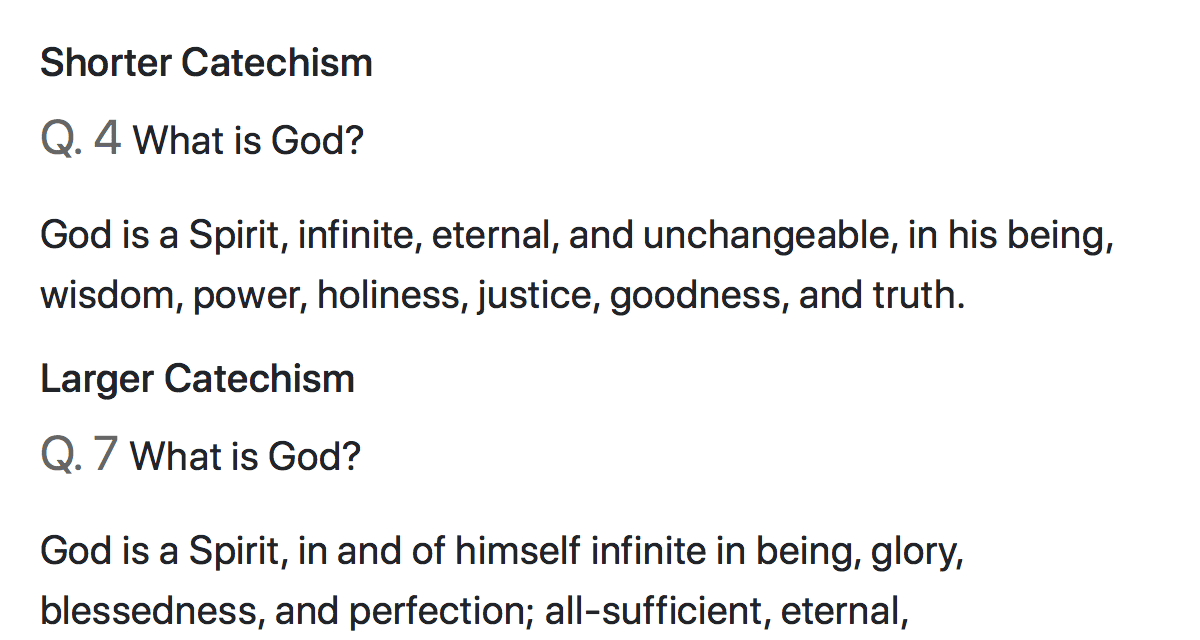 Shorter Catechism
Q. 4 What is God?
God is a Spirit, infinite, eternal, and unchangeable, in his being,
wisdom, power, holiness, justice, goodness, and truth.
Larger Catechism
Q. 7 What is God?
God is a Spirit, in and of himself infinite in being, glory,
blessedness, and perfection; all-sufficient, eternal,